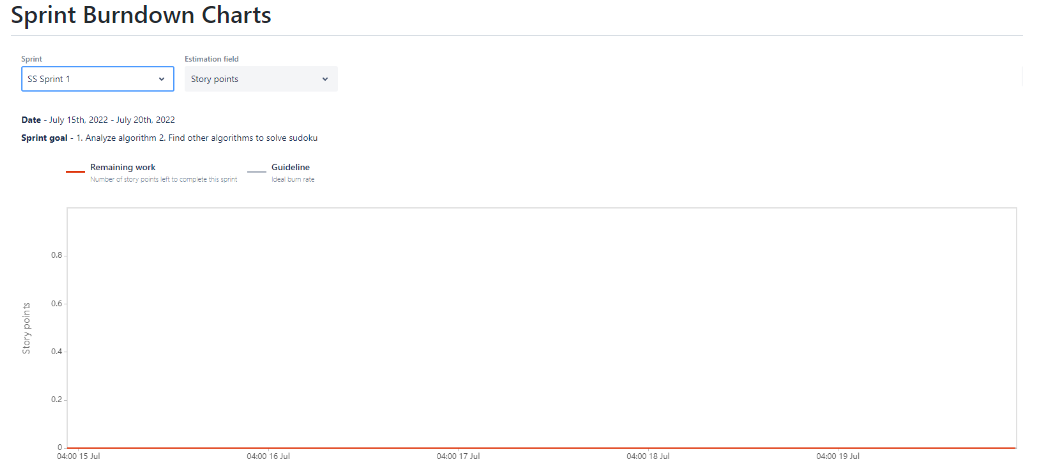 Sprint Burndown Charts
Sprint Estimation field
SS Sprint 1 Story points
Date - July 15th, 2022 - July 20th, 2022
Sprint goal - 1. Analyze algorithm 2. Find other algorithms to solve sudoku
Remaining work Guideline
Number of story points left to complete this sprint Ideal burn rate
0.8
0.6
0.4
0.2
0
Story points
04:00 15 Jul 04:00 16 Jul 04:00 17 Jul 04:00 18 Jul 04:00 19 Jul